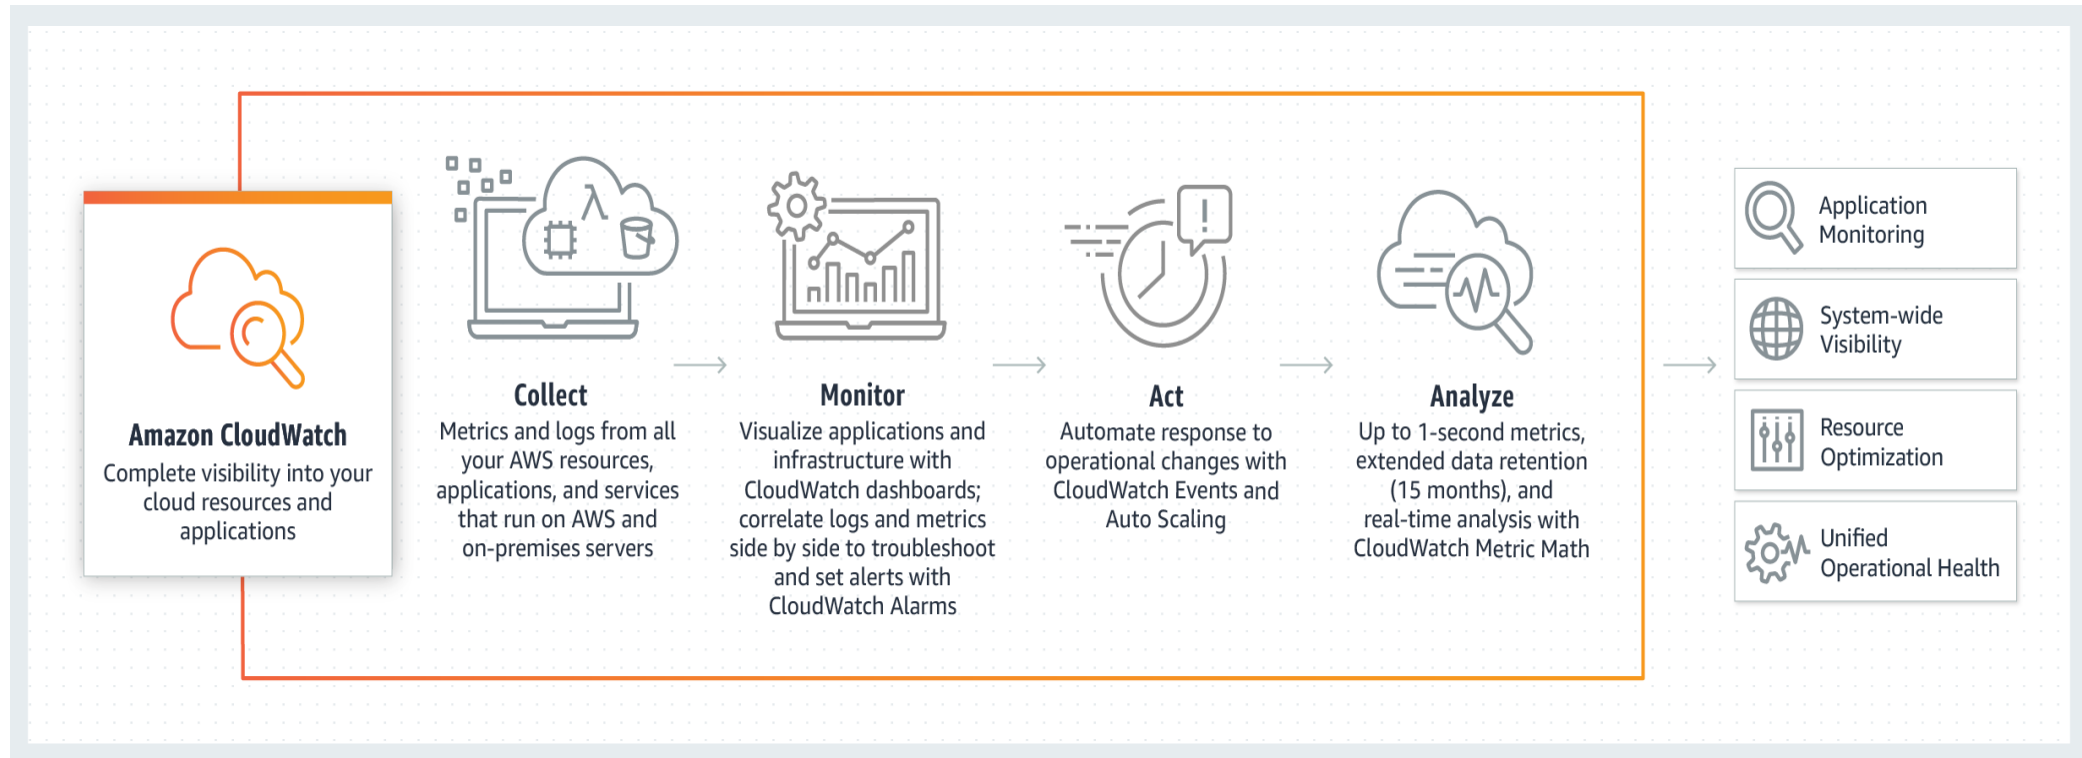 Amazon CloudWatch
Complete visibility into your
cloud resources and
applications
Collect
Metrics and logs from all
your AWS resources,
applications, and services
that run on AWS and
on-premises servers
Monitor
Visualize applications and
infrastructure with
CloudWatch dashboards;
correlate logs and metrics
side by side to troubleshoot
and set alerts with
CloudWatch Alarms
Act
Automate response to
operational changes with
CloudWatch Events and
Auto Scaling
Analyze
Up to 1-second metrics,
extended data retention
(15 months), and
real-time analysis with
CloudWatch Metric Math
Application
Monitoring
System-wide
Visibility
Resource
Optimization
Unified
Operational Health